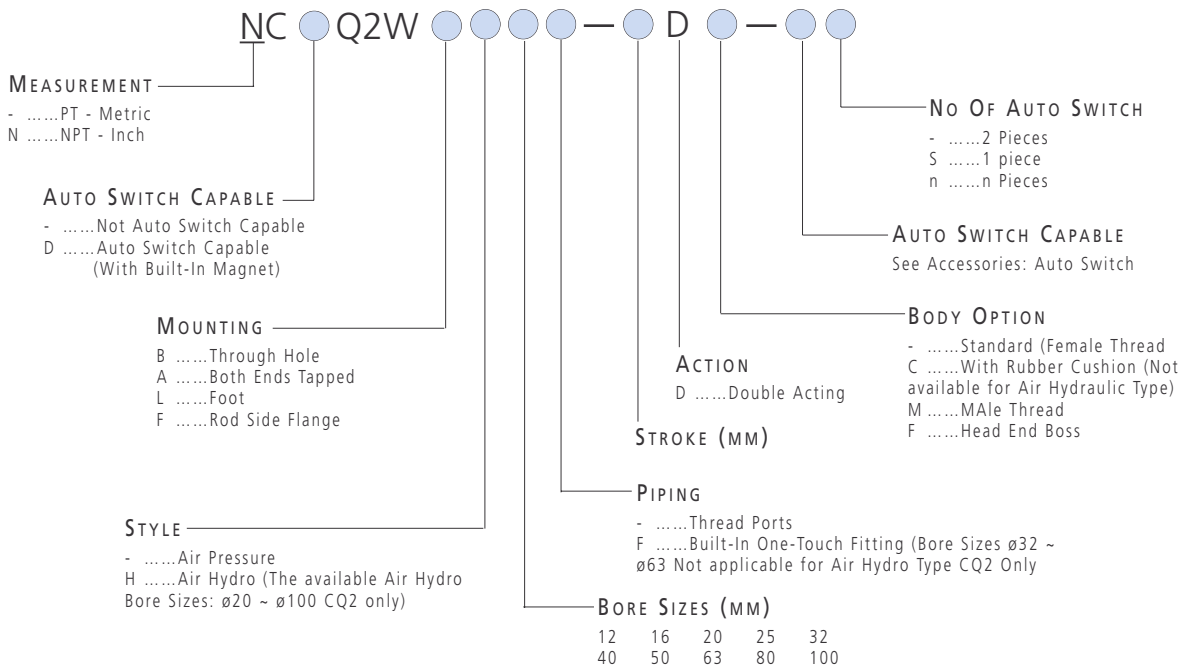 NC Q2W — D —
MEASUREMENT
- ......PT - Metric
N ......NPT - Inch
AUTO SWITCH CAPABLE
- ......Not Auto Switch Capable
D ......Auto Switch Capable
(With Built-In Magnet)
MOUNTING
B ......Through Hole
A ......Both Ends Tapped
L ......Foot
F ......Rod Side Flange
STYLE
- ......Air Pressure
H ......Air Hydro (The available Air Hydro
Bore Sizes: ø20 ~ ø100 CQ2 only)
BORE SIZES (MM)
12 16 20 25 32
40 50 63 80 100
PIPING
- ......Thread Ports
F ......Built-In One-Touch Fitting (Bore Sizes ø32 ~
ø63 Not applicable for Air Hydro Type CQ2 Only
STROKE (MM)
ACTION
D ......Double Acting
BODY OPTION
- ......Standard (Female Thread
C ......With Rubber Cushion (Not
available for Air Hydraulic Type)
M ......MAle Thread
F ......Head End Boss
AUTO SWITCH CAPABLE
See Accessories: Auto Switch
NO OF AUTO SWITCH
- ......2 Pieces
S ......1 piece
n ......n Pieces